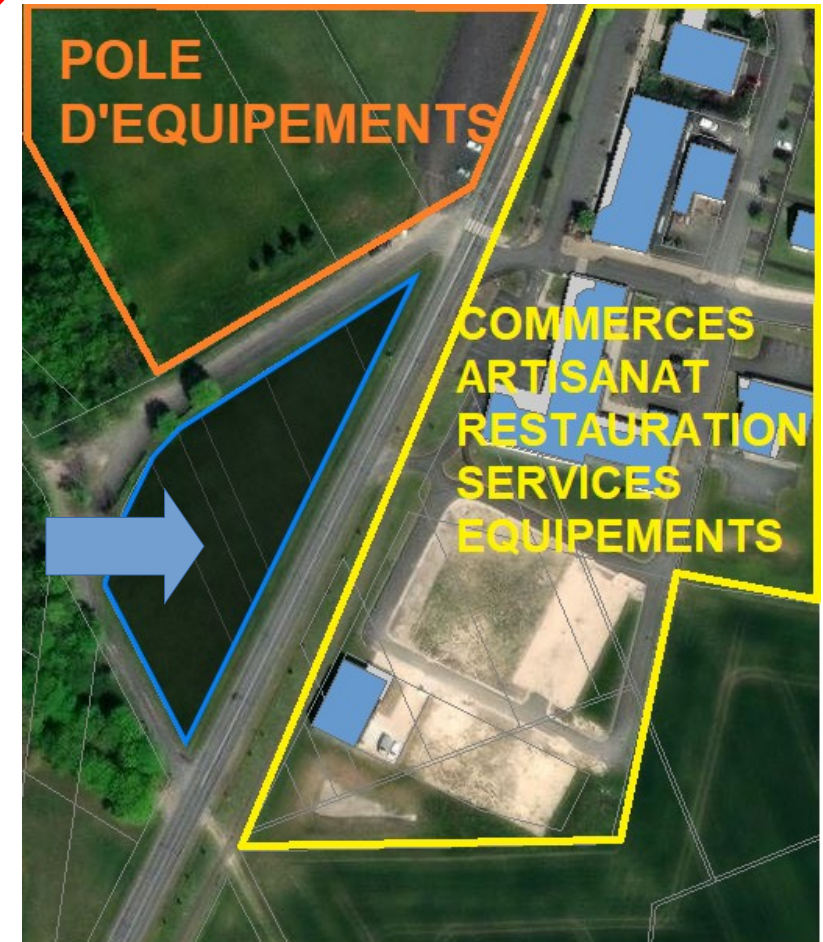 POLE
D'EQUIPEMENTS
COMMERCES
ARTISANAT
RESTAURATION
SERVICES
EQUIPEMENTS